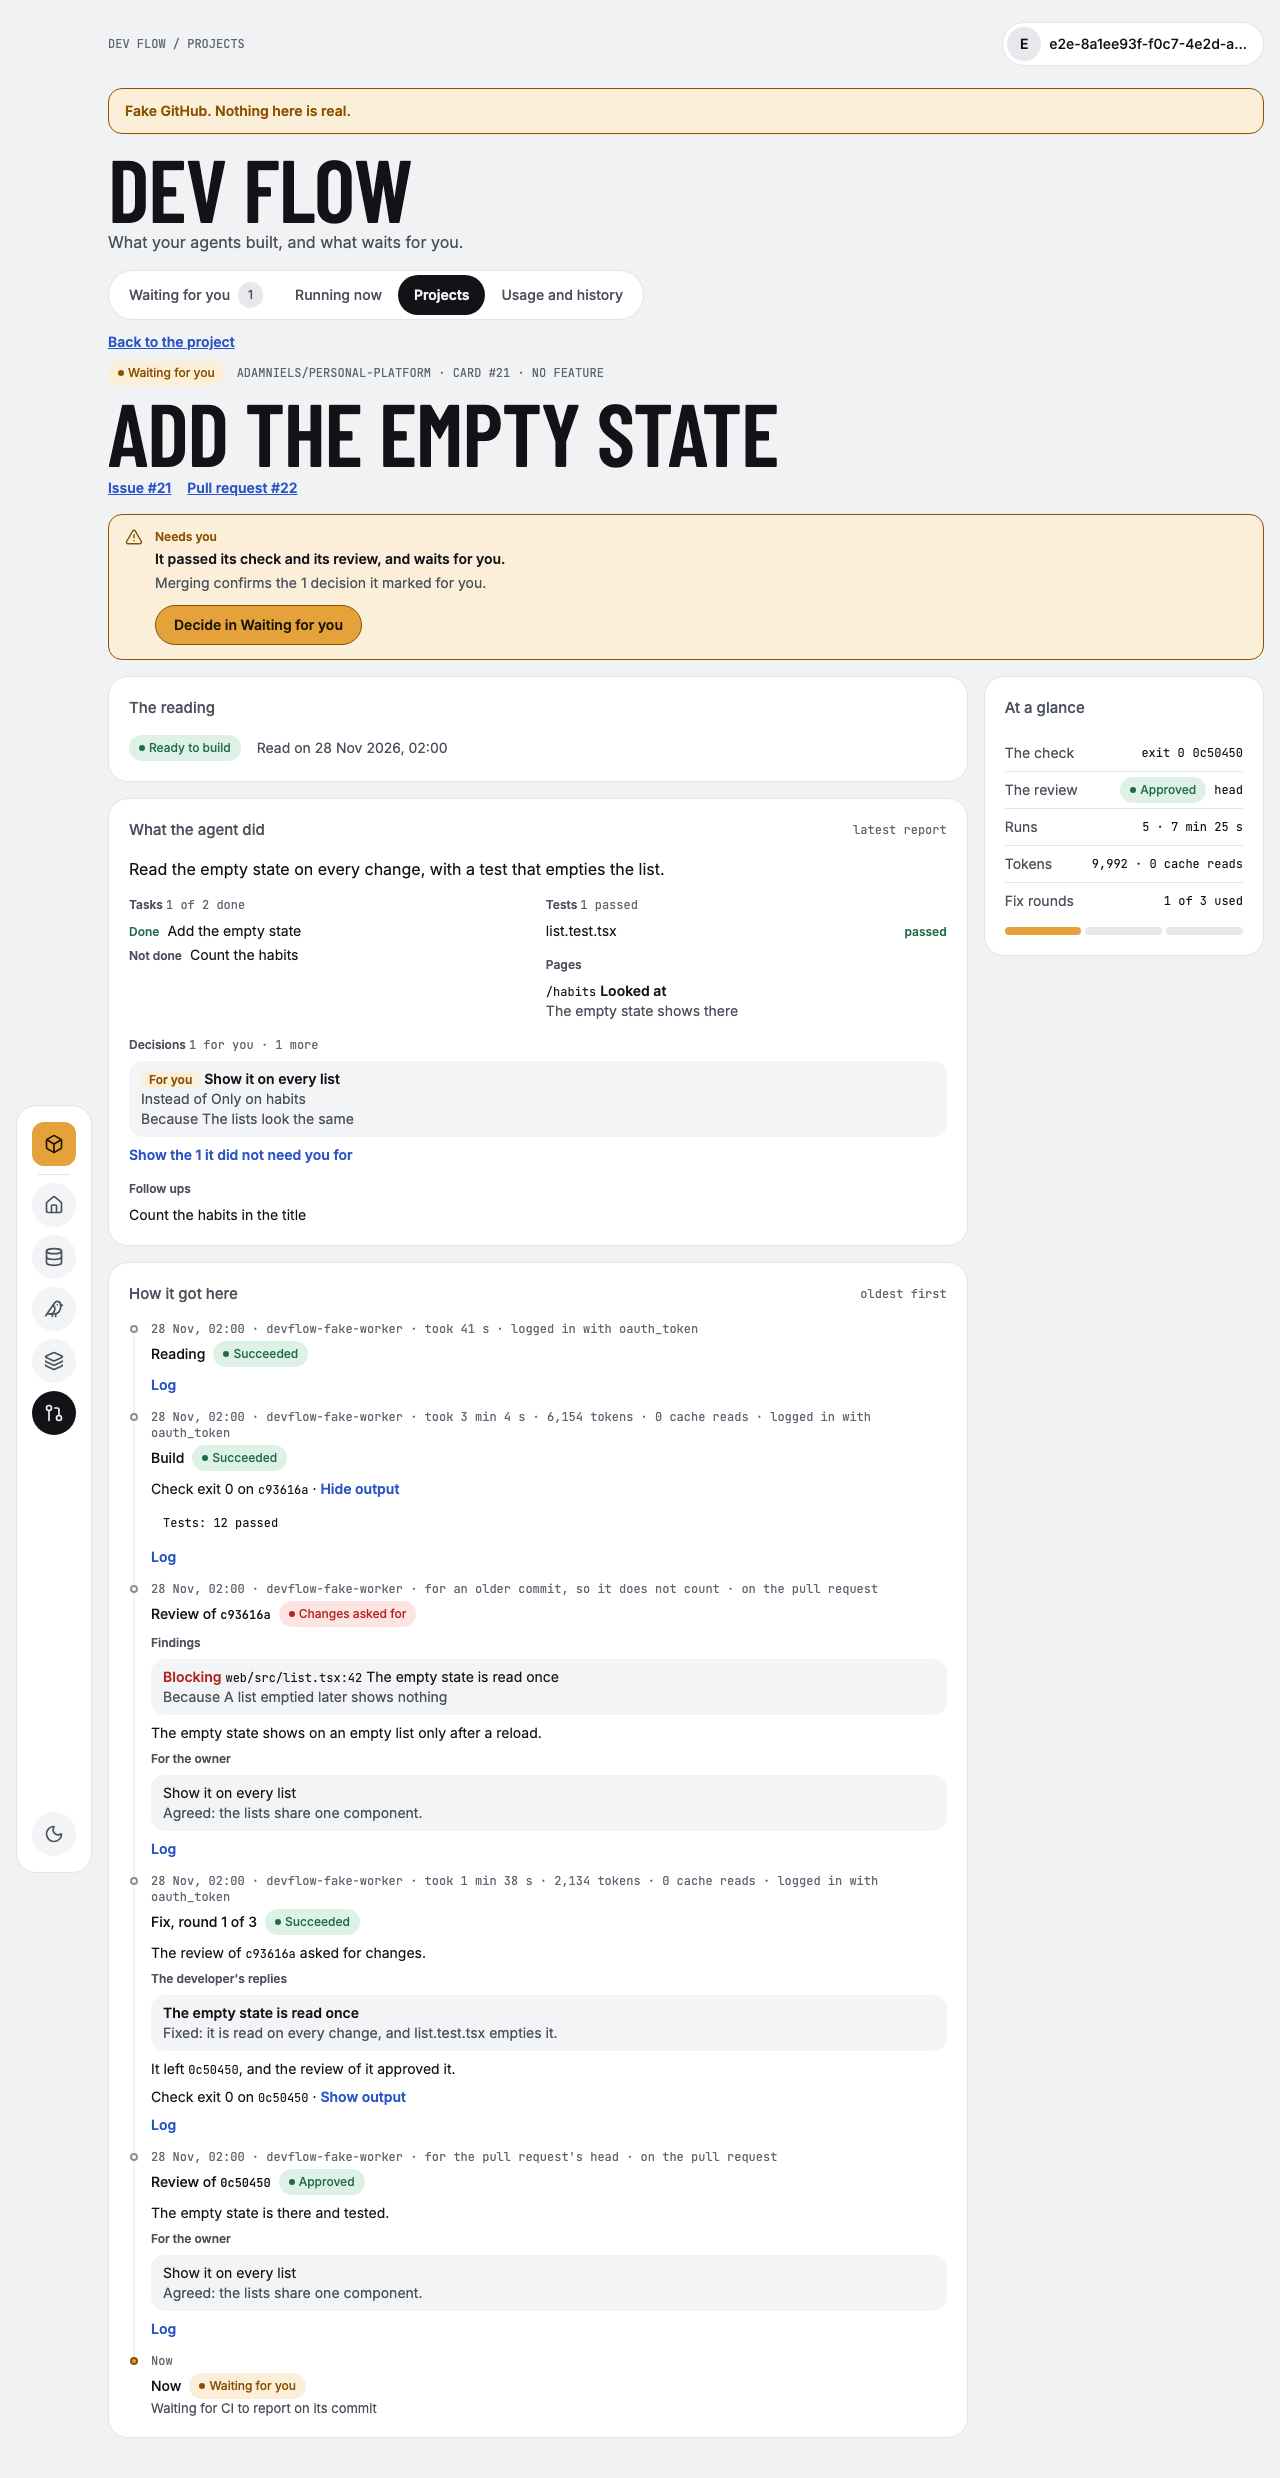 DEV FLOW / PROJECTS
E e2e-8a1ee93f-f0c7-4e2d-a...
Fake GitHub. Nothing here is real.
DEV FLOW
What your agents built, and what waits for you.
Waiting for you 1 Running now Projects Usage and history
Back to the project
Waiting for you ADAMNIELS/PERSONAL-PLATFORM · CARD #21 · NO FEATURE
ADD THE EMPTY STATE
Issue #21 Pull request #22
Needs you
It passed its check and its review, and waits for you.
Merging confirms the 1 decision it marked for you.
Decide in Waiting for you
The reading
Ready to build Read on 28 Nov 2026, 02:00
At a glance
The check exit 0 0c50450
The review Approved head
Runs 5 · 7 min 25 s
Tokens 9,992 · 0 cache reads
Fix rounds 1 of 3 used
What the agent did latest report
Read the empty state on every change, with a test that empties the list.
Tasks 1 of 2 done
Done Add the empty state
Not done Count the habits
Tests 1 passed
list.test.tsx passed
Pages
/habits Looked at
The empty state shows there
Decisions 1 for you · 1 more
For you Show it on every list
Instead of Only on habits
Because The lists look the same
Show the 1 it did not need you for
Follow ups
Count the habits in the title
How it got here oldest first
28 Nov, 02:00 · devflow-fake-worker · took 41 s · logged in with oauth_token
Reading Succeeded
Log
28 Nov, 02:00 · devflow-fake-worker · took 3 min 4 s · 6,154 tokens · 0 cache reads · logged in with
oauth_token
Build Succeeded
Check exit 0 on c93616a · Hide output
Tests: 12 passed
Log
28 Nov, 02:00 · devflow-fake-worker · for an older commit, so it does not count · on the pull request
Review of c93616a Changes asked for
Findings
Blocking web/src/list.tsx:42 The empty state is read once
Because A list emptied later shows nothing
The empty state shows on an empty list only after a reload.
For the owner
Show it on every list
Agreed: the lists share one component.
Log
28 Nov, 02:00 · devflow-fake-worker · took 1 min 38 s · 2,134 tokens · 0 cache reads · logged in with
oauth_token
Fix, round 1 of 3 Succeeded
The review of c93616a asked for changes.
The developer's replies
The empty state is read once
Fixed: it is read on every change, and list.test.tsx empties it.
It left 0c50450, and the review of it approved it.
Check exit 0 on 0c50450 · Show output
Log
28 Nov, 02:00 · devflow-fake-worker · for the pull request's head · on the pull request
Review of 0c50450 Approved
The empty state is there and tested.
For the owner
Show it on every list
Agreed: the lists share one component.
Log
Now
Now Waiting for you
Waiting for CI to report on its commit